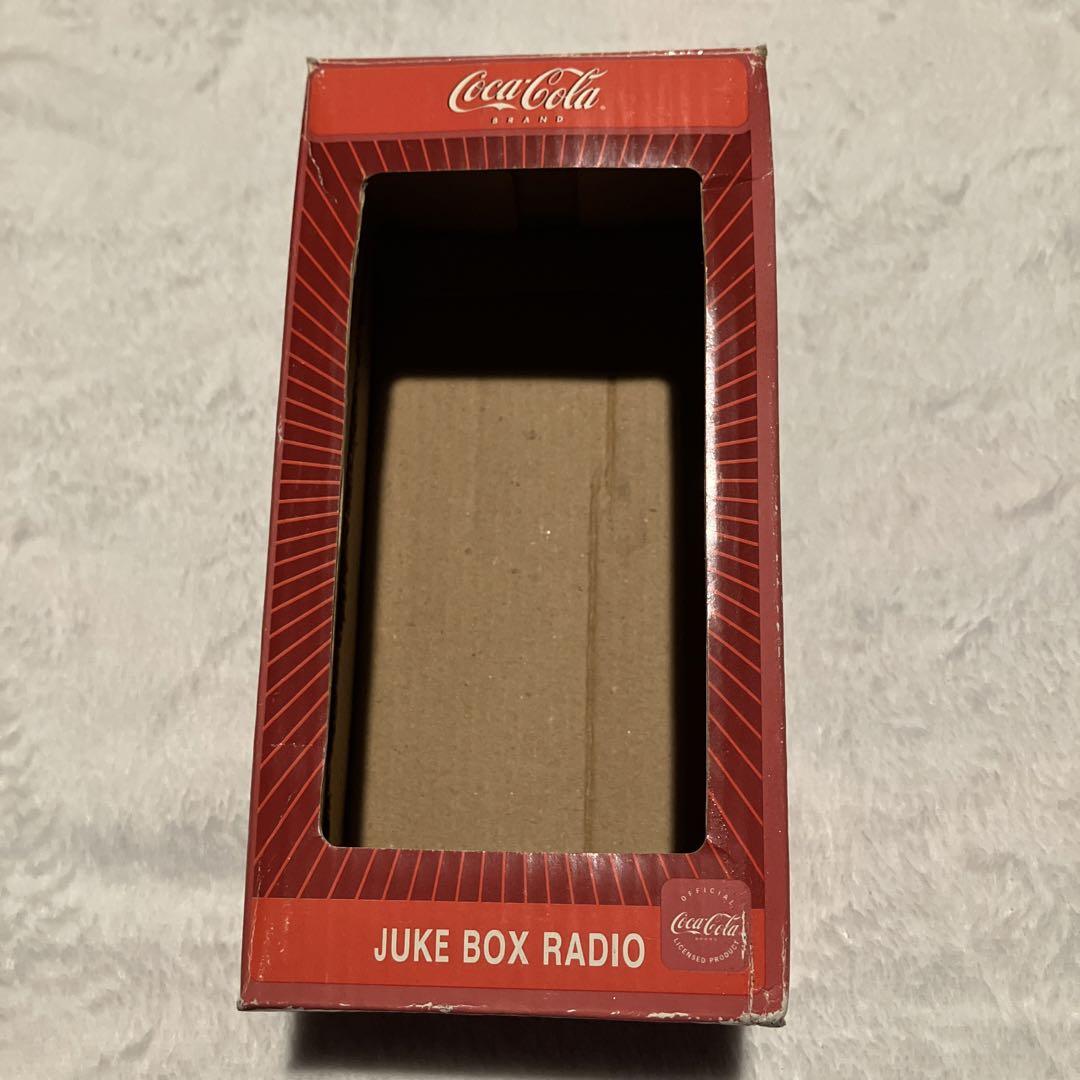 Coca-Cola®
BRAND
JUKE BOX RADIO
OFFICIAL
Coca-Cola
BRAND
LICENSED PRODUCT